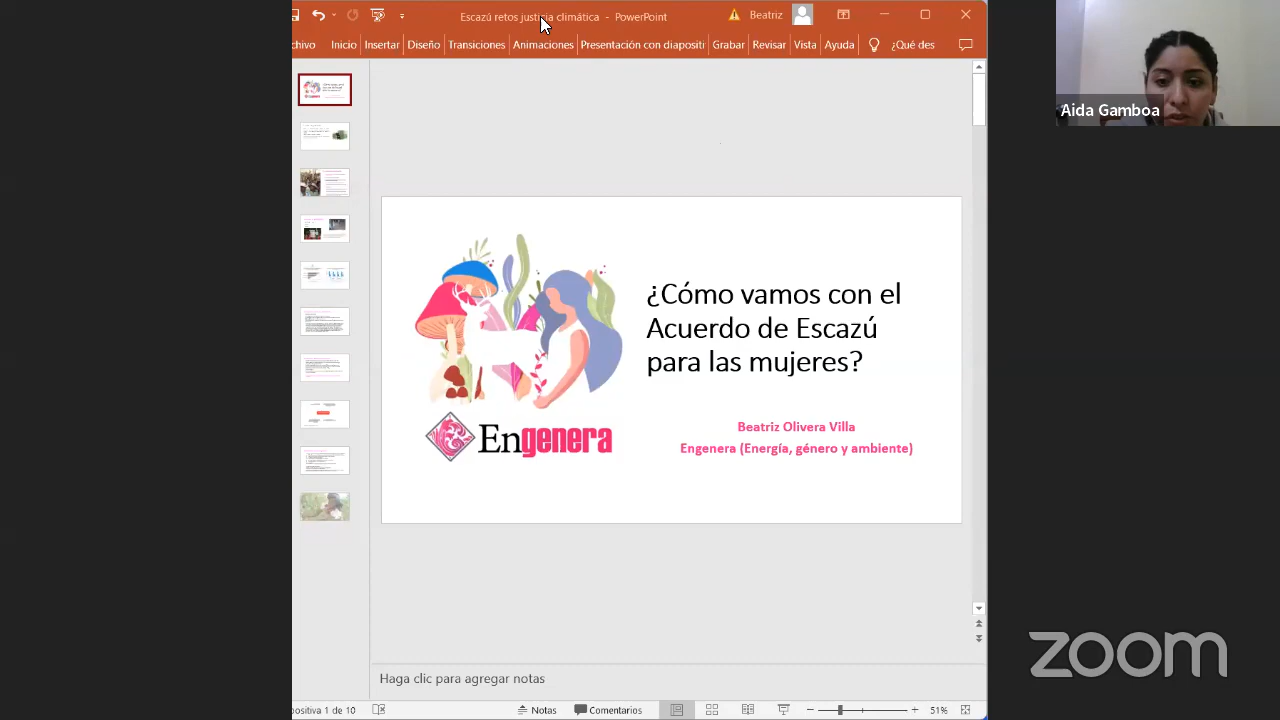 Escazú retos justicia climática - PowerPoint
Beatriz
chivo Inicio Insertar Diseño Transiciones Animaciones Presentación con diapositi Grabar Revisar Vista Ayuda ¿Qué des
Aida Gamboa
¿Cómo vamos con el
Acuerdo de Escazú
para las mujeres?
Engenera
Beatriz Olivera Villa
Engenera (Energía, género y ambiente)
zoom
Haga clic para agregar notas
positiva 1 de 10 Notas Comentarios 51%